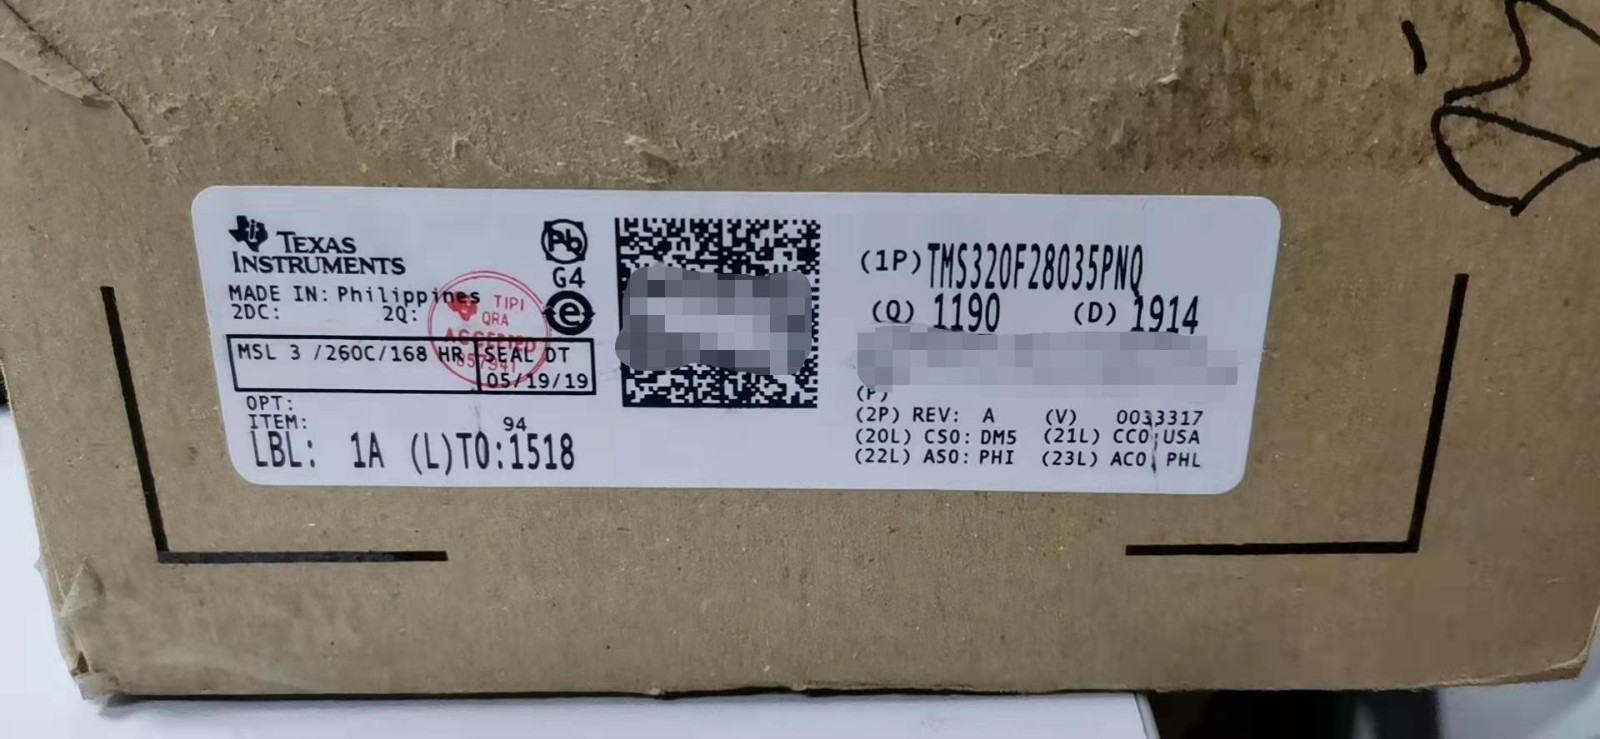 TEXAS
INSTRUMENTS
MADE IN: Philippines
2DC: 2Q:
MSL 3 /260C/168 HR
SEAL DT
05/19/19
OPT:
ITEM: 94
LBL: 1A (L)TO:1518
Pb
G4
e
TIPI
QRA
ACCEPTED
(1P)TMS320F28035PNQ
(Q) 1190 (D) 1914
(P)
(2P) REV: A (V) 0033317
(20L) CSO: DM5 (21L) CCO:USA
(22L) ASO: PHI (23L) ACO: PHL